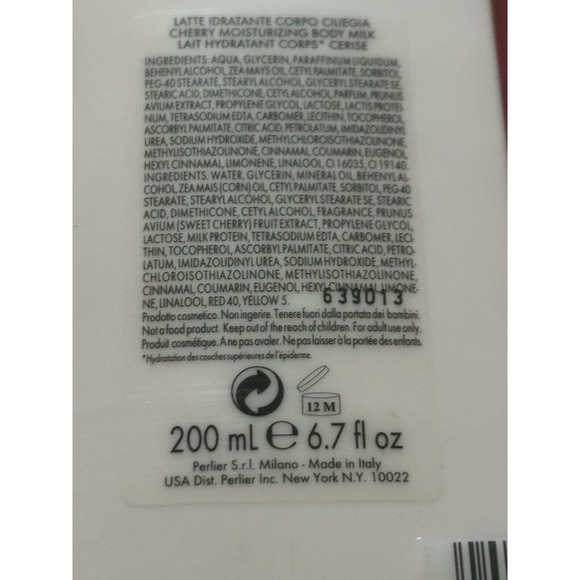 LATTE IDRATANTE CORPO CILIEGIA
CHERRY MOISTURIZING BODY MILK
LAIT HYDRATANT CORPS* CERISE
INGREDIENTS: AQUA, GLYCERIN, PARAFFINUM LIQUIDUM,
BEHENYL ALCOHOL, ZEA MAYS OIL, CETYL PALMITATE, SORBITOL,
PEG-40 STEARATE, STEARYL ALCOHOL, GLYCERYL STEARATE SE,
STEARIC ACID, DIMETHICONE, CETYL ALCOHOL, PARFUM, PRUNUS
AVIUM EXTRACT, PROPYLENE GLYCOL, LACTOSE, LACTIS PROTE-
INUM, TETRASODIUM EDTA, CARBOMER, LECITHIN, TOCOPHEROL,
ASCORBYL PALMITATE, CITRIC ACID, PETROLATUM, IMIDAZOLIDINYL
UREA, SODIUM HYDROXIDE, METHYLCHLOROISOTHIAZOLINONE,
METHYLISOTHIAZOLINONE, CINNAMAL, COUMARIN, EUGENOL,
HEXYL CINNAMAL, LIMONENE, LINALOOL, CI 16035, CI 19140.
INGREDIENTS: WATER, GLYCERIN, MINERAL OIL, BEHENYL AL-
COHOL, ZEA MAIS (CORN) OIL, CETYL PALMITATE, SORBITOL, PEG-40
STEARATE, STEARYL ALCOHOL, GLYCERYL STEARATE SE, STEARIC
ACID, DIMETHICONE, CETYL ALCOHOL, FRAGRANCE, PRUNUS
AVIUM (SWEET CHERRY) FRUIT EXTRACT, PROPYLENE GLYCOL,
LACTOSE, MILK PROTEIN, TETRASODIUM EDTA, CARBOMER, LECI-
THIN, TOCOPHEROL, ASCORBYL PALMITATE, CITRIC ACID, PETRO-
LATUM, IMIDAZOLIDINYL UREA, SODIUM HYDROXIDE, METHYL-
CHLOROISOTHIAZOLINONE, METHYLISOTHIAZOLINONE,
CINNAMAL, COUMARIN, EUGENOL, HEXYL CINNAMAL, LIMONE-
NE, LINALOOL, RED 40, YELLOW 5.
639013
Prodotto cosmetico. Non ingerire. Tenere fuori dalla portata dei bambini.
Not a food product. Keep out of the reach of children. For adult use only.
Produit cosmétique. A ne pas avaler. Ne pas laisser à la portée des enfants.
*Hydratation des couches supérieures de l'épiderme.
12 M
200 mL e 6.7 fl oz
Perlier S.r.l. Milano - Made in Italy
USA Dist. Perlier Inc. New York N.Y. 10022